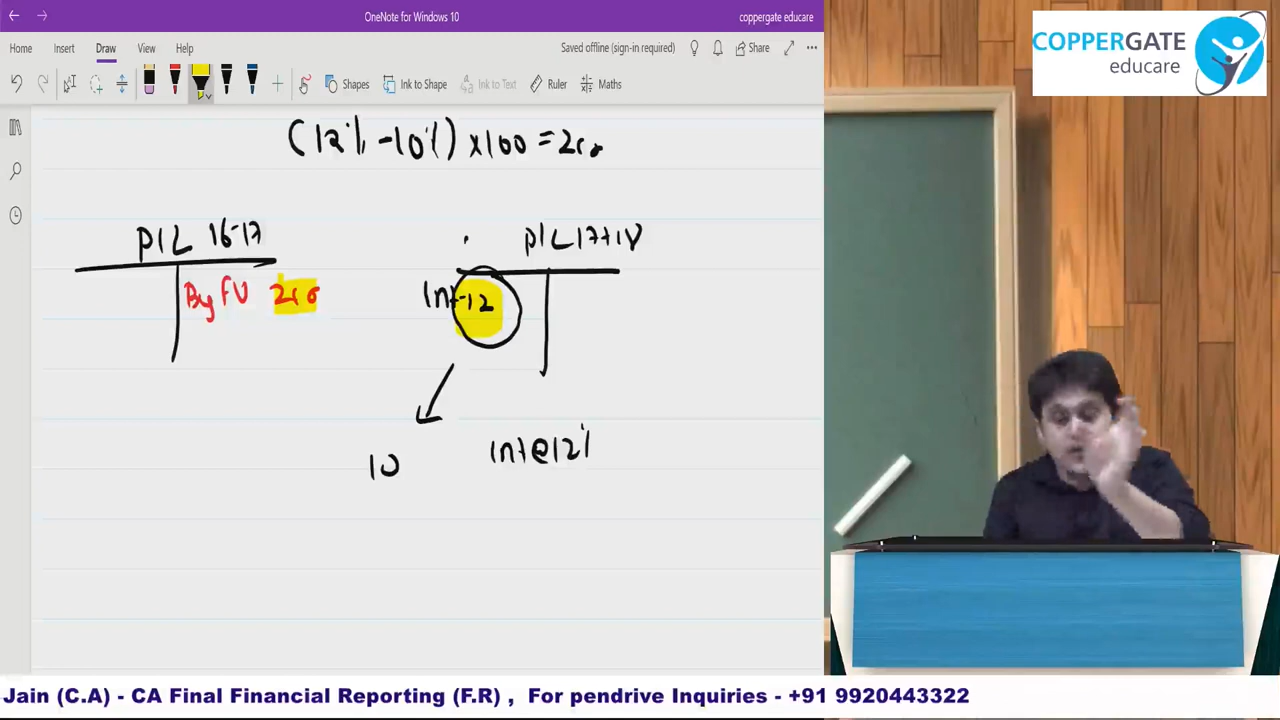 OneNote for Windows 10
coppergate educare
Home Insert Draw View Help
Saved offline (sign-in required)
Share
Shapes
Ink to Shape
Ink to Text
Ruler
Maths
COPPERGATE
educare
(12% - 10%) x100 = 2cr
P/L 16-17
P/L 17-18
By FV 2cr
Int-12
10
Int@12%
Jain (C.A) - CA Final Financial Reporting (F.R) , For pendrive Inquiries - +91 9920443322